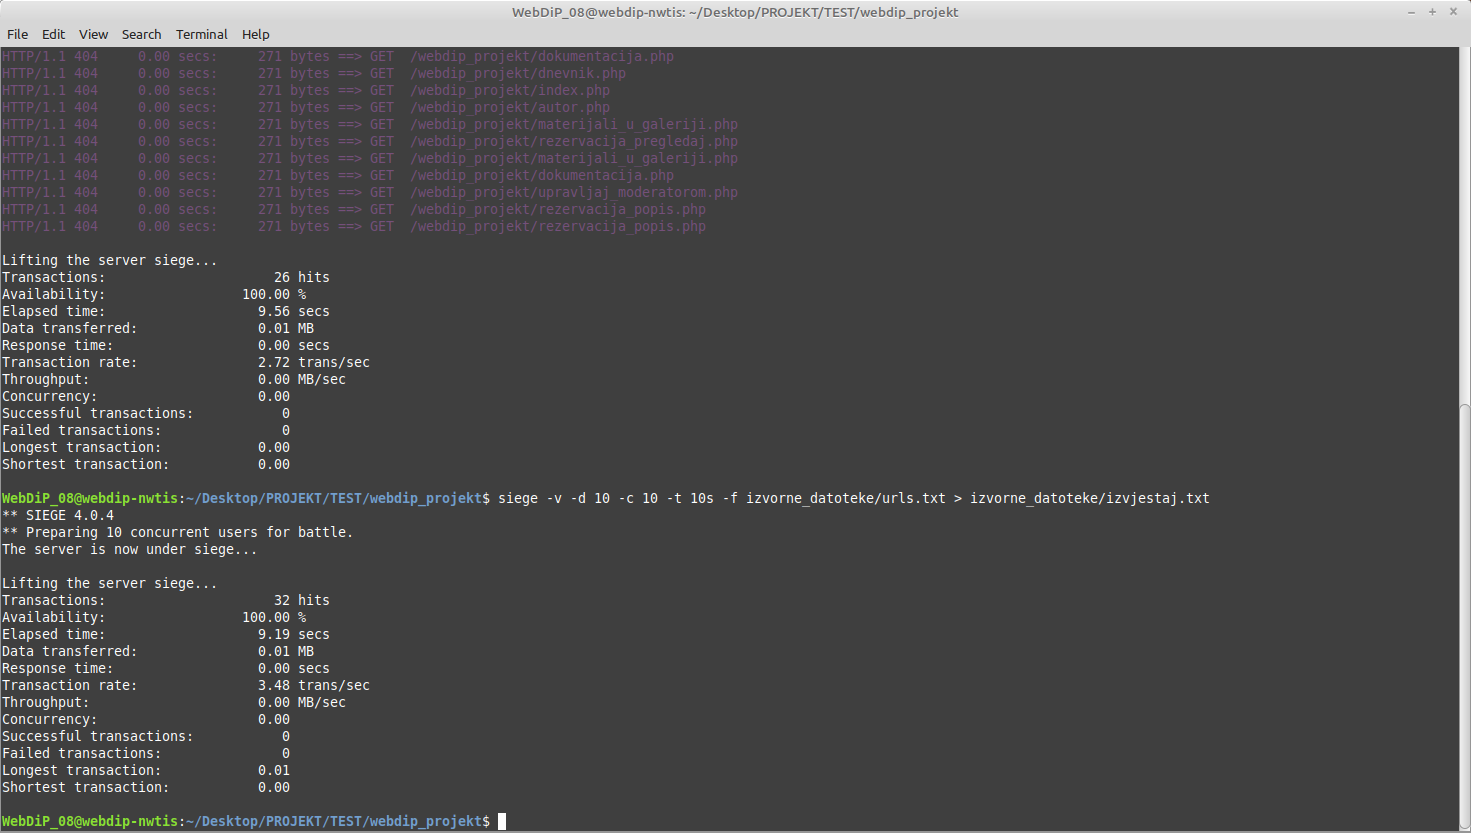 WebDiP_08@webdip-nwtis: ~/Desktop/PROJEKT/TEST/webdip_projekt
File Edit View Search Terminal Help
HTTP/1.1 404     0.00 secs:     271 bytes ==> GET  /webdip_projekt/dokumentacija.php
HTTP/1.1 404     0.00 secs:     271 bytes ==> GET  /webdip_projekt/dnevnik.php
HTTP/1.1 404     0.00 secs:     271 bytes ==> GET  /webdip_projekt/index.php
HTTP/1.1 404     0.00 secs:     271 bytes ==> GET  /webdip_projekt/autor.php
HTTP/1.1 404     0.00 secs:     271 bytes ==> GET  /webdip_projekt/materijali_u_galeriji.php
HTTP/1.1 404     0.00 secs:     271 bytes ==> GET  /webdip_projekt/rezervacija_pregledaj.php
HTTP/1.1 404     0.00 secs:     271 bytes ==> GET  /webdip_projekt/materijali_u_galeriji.php
HTTP/1.1 404     0.00 secs:     271 bytes ==> GET  /webdip_projekt/dokumentacija.php
HTTP/1.1 404     0.00 secs:     271 bytes ==> GET  /webdip_projekt/upravljaj_moderatorom.php
HTTP/1.1 404     0.00 secs:     271 bytes ==> GET  /webdip_projekt/rezervacija_popis.php
HTTP/1.1 404     0.00 secs:     271 bytes ==> GET  /webdip_projekt/rezervacija_popis.php
Lifting the server siege...
Transactions:                     26 hits
Availability:                 100.00 %
Elapsed time:                   9.56 secs
Data transferred:               0.01 MB
Response time:                  0.00 secs
Transaction rate:               2.72 trans/sec
Throughput:                     0.00 MB/sec
Concurrency:                    0.00
Successful transactions:           0
Failed transactions:               0
Longest transaction:            0.00
Shortest transaction:           0.00
WebDiP_08@webdip-nwtis:~/Desktop/PROJEKT/TEST/webdip_projekt$ siege -v -d 10 -c 10 -t 10s -f izvorne_datoteke/urls.txt > izvorne_datoteke/izvjestaj.txt
** SIEGE 4.0.4
** Preparing 10 concurrent users for battle.
The server is now under siege...
Lifting the server siege...
Transactions:                     32 hits
Availability:                 100.00 %
Elapsed time:                   9.19 secs
Data transferred:               0.01 MB
Response time:                  0.00 secs
Transaction rate:               3.48 trans/sec
Throughput:                     0.00 MB/sec
Concurrency:                    0.00
Successful transactions:           0
Failed transactions:               0
Longest transaction:            0.01
Shortest transaction:           0.00
WebDiP_08@webdip-nwtis:~/Desktop/PROJEKT/TEST/webdip_projekt$